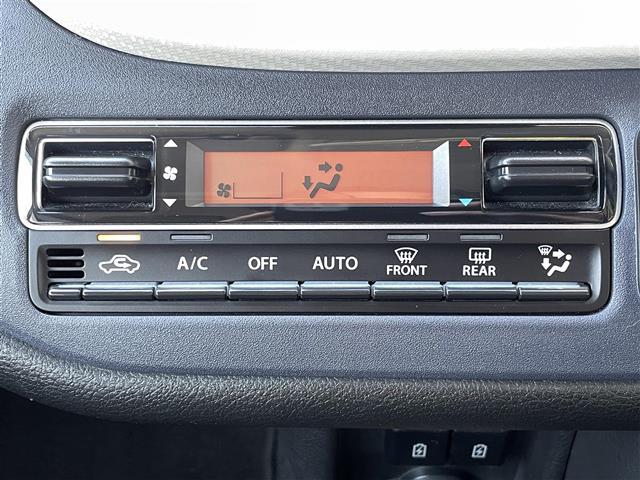 A/C OFF AUTO FRONT REAR